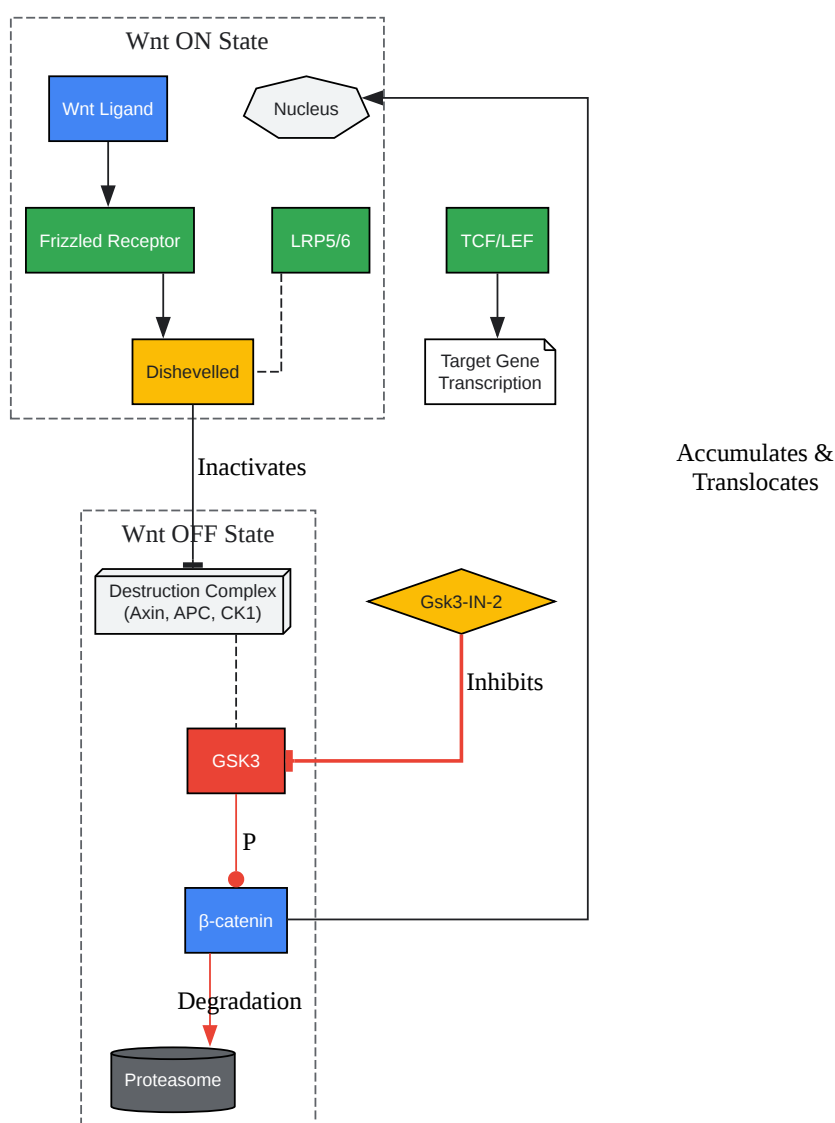 Wnt ON State
Wnt Ligand
Nucleus
Frizzled Receptor
LRP5/6
TCF/LEF
Dishevelled
Target Gene
Transcription
Inactivates
Accumulates &
Translocates
Wnt OFF State
Destruction Complex
(Axin, APC, CK1)
Gsk3-IN-2
Inhibits
GSK3
P
β-catenin
Degradation
Proteasome